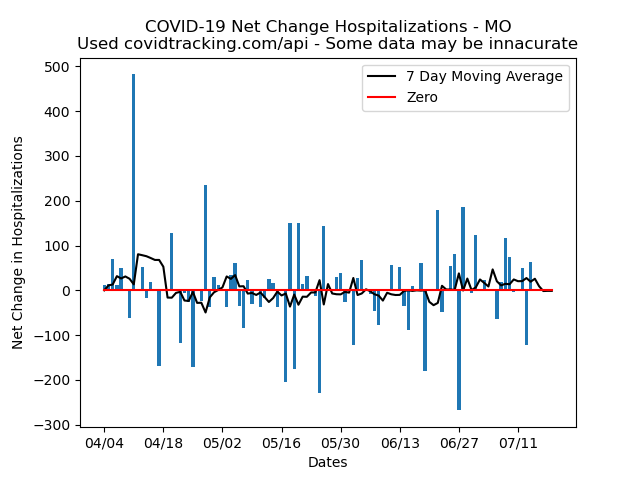 COVID-19 Net Change Hospitalizations - MO
Used covidtracking.com/api - Some data may be innacurate
7 Day Moving Average
Zero
Net Change in Hospitalizations
500
400
300
200
100
0
−100
−200
−300
04/04 04/18 05/02 05/16 05/30 06/13 06/27 07/11
Dates